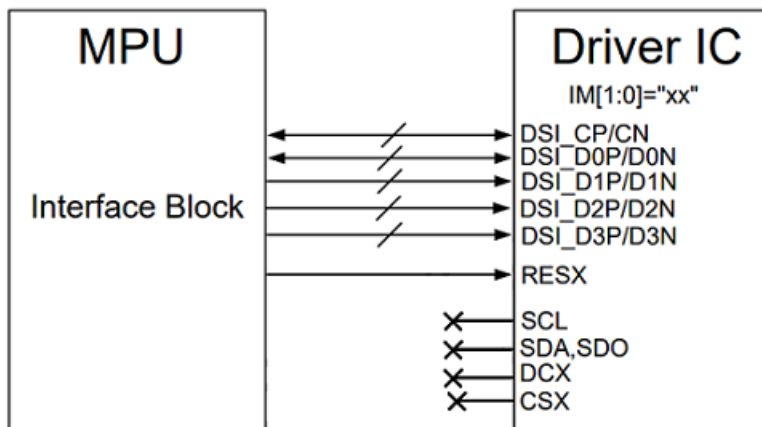 MPU
Driver IC
IM[1:0]="xx"
DSI_CP/CN
DSI_D0P/D0N
DSI_D1P/D1N
Interface Block
DSI_D2P/D2N
DSI_D3P/D3N
RESX
SCL
SDA,SDO
DCX
CSX